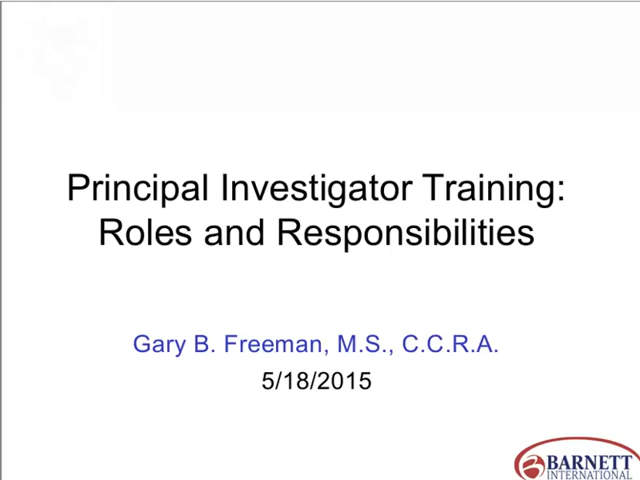 Principal Investigator Training:
Roles and Responsibilities
Gary B. Freeman, M.S., C.C.R.A.
5/18/2015
BARNETT
INTERNATIONAL